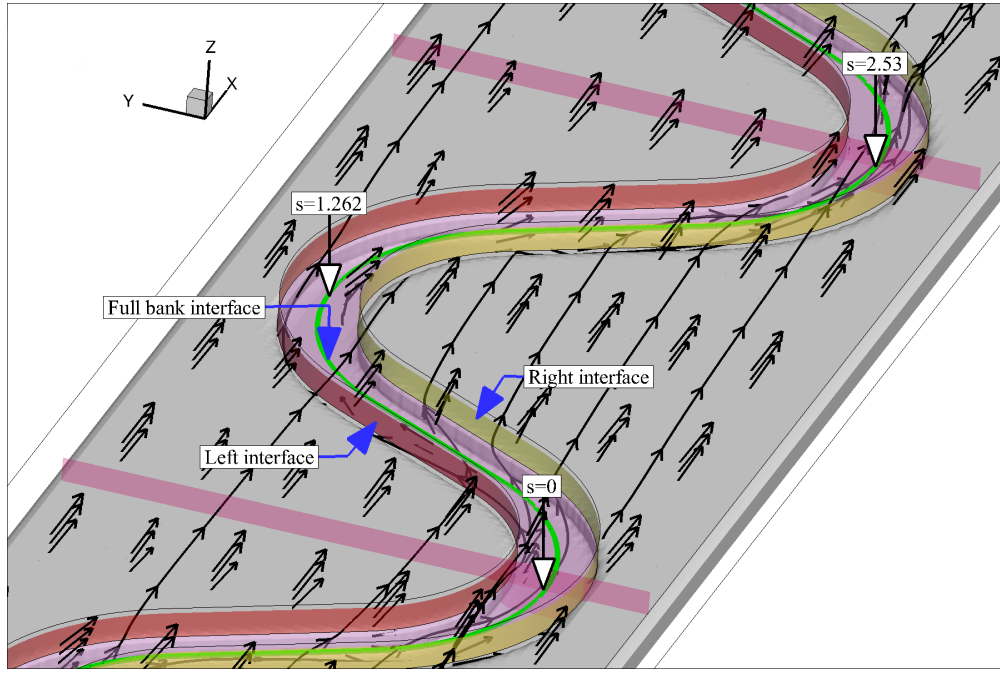 s=2.53
Z
X
Y
s=1.262
Full bank interface
Right interface
Left interface
s=0